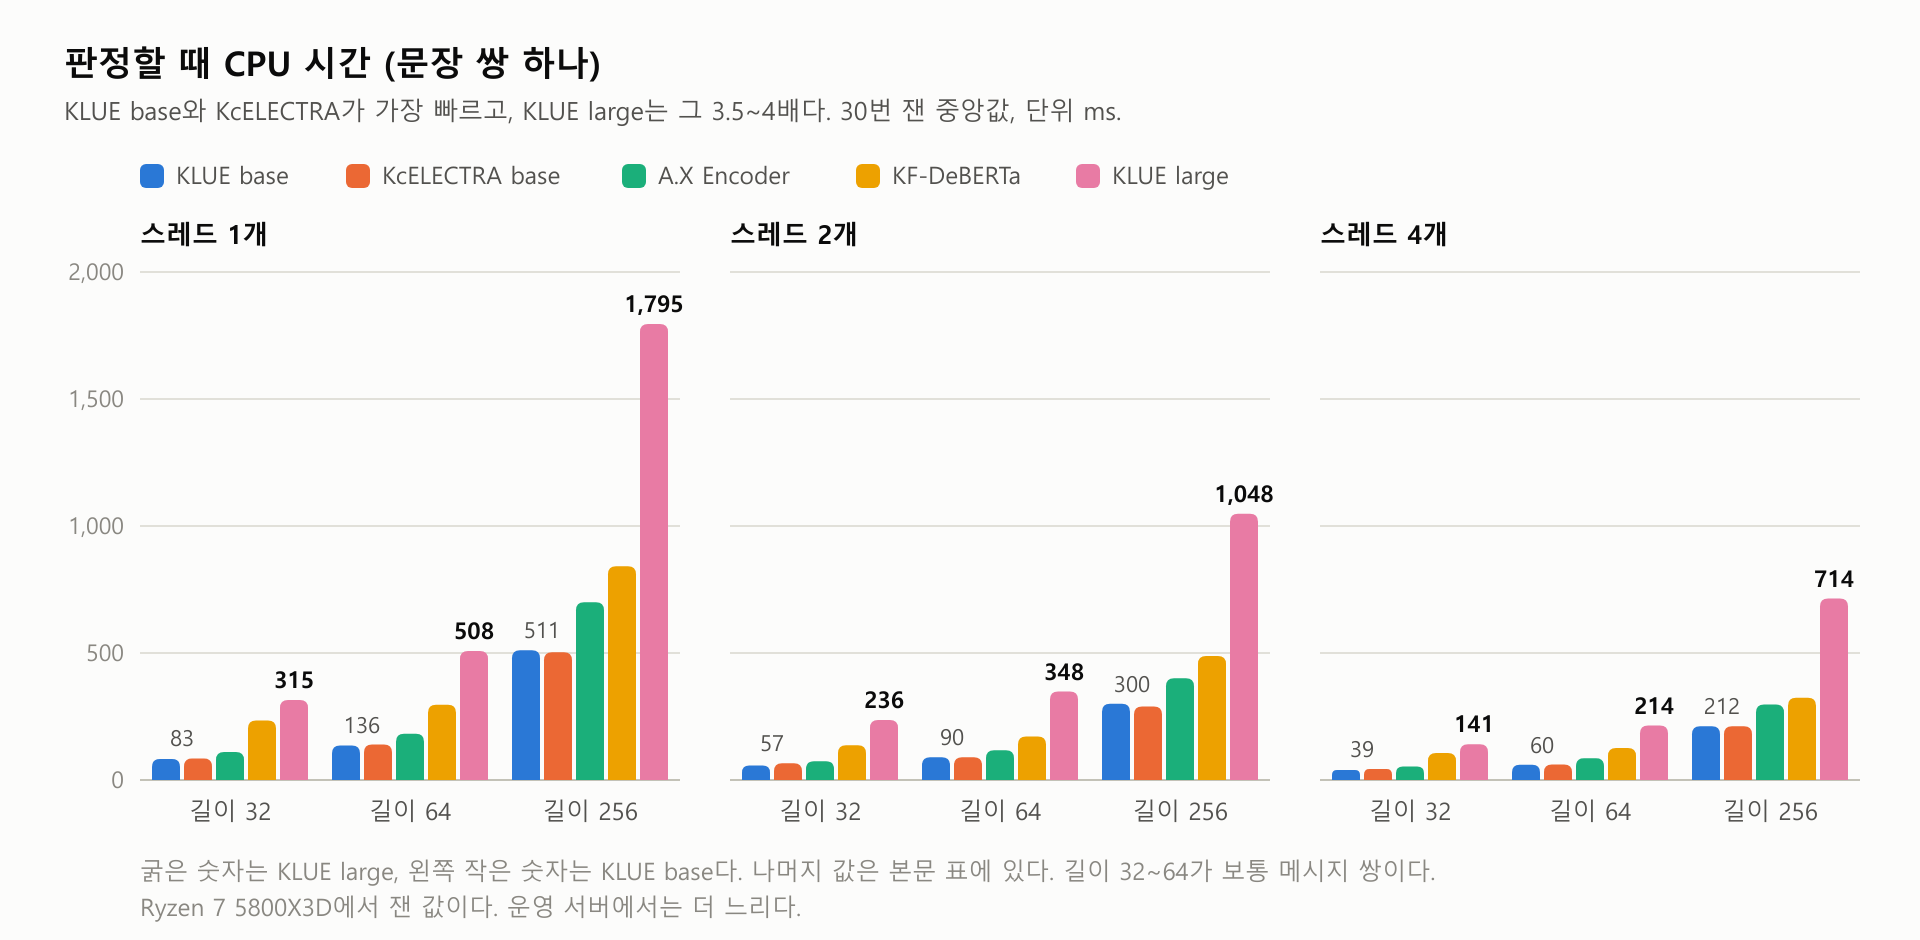 판정할 때 CPU 시간 (문장 쌍 하나)
KLUE base와 KcELECTRA가 가장 빠르고, KLUE large는 그 3.5~4배다. 30번 잰 중앙값, 단위 ms.
KLUE base
KcELECTRA base
A.X Encoder
KF-DeBERTa
KLUE large
스레드 1개
2,000
1,500
1,000
500
0
83
315
136
508
511
1,795
길이 32
길이 64
길이 256
스레드 2개
57
236
90
348
300
1,048
길이 32
길이 64
길이 256
스레드 4개
39
141
60
214
212
714
길이 32
길이 64
길이 256
굵은 숫자는 KLUE large, 왼쪽 작은 숫자는 KLUE base다. 나머지 값은 본문 표에 있다. 길이 32~64가 보통 메시지 쌍이다.
Ryzen 7 5800X3D에서 잰 값이다. 운영 서버에서는 더 느리다.